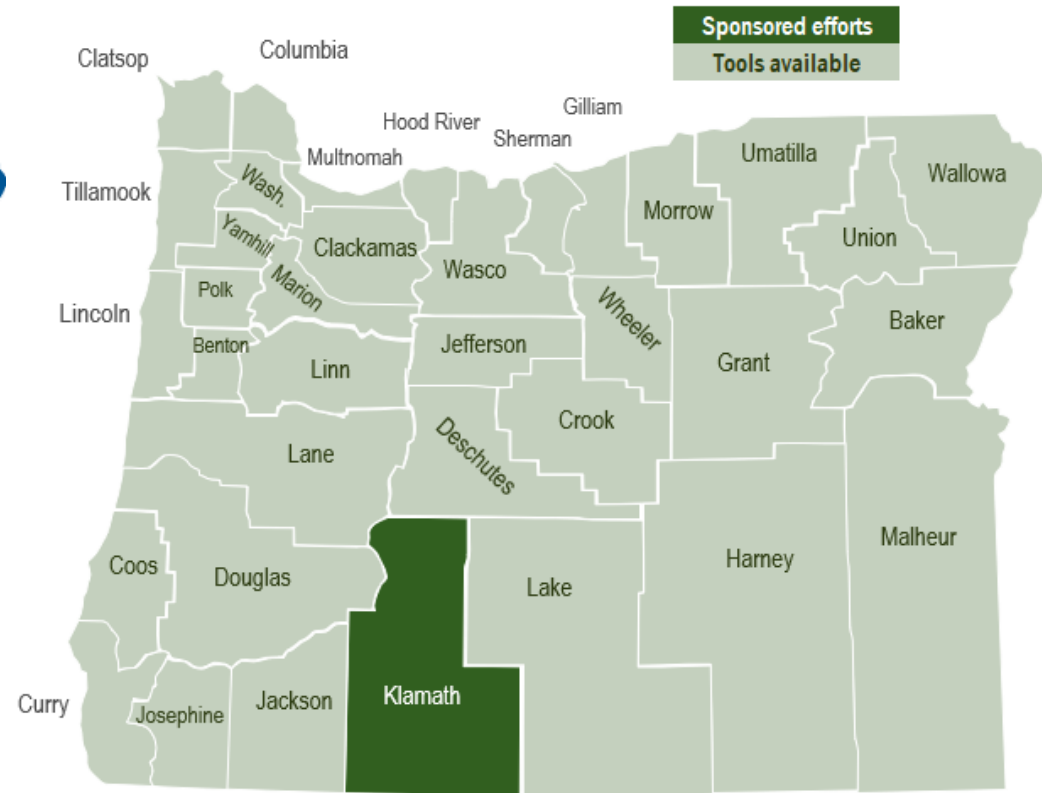 Sponsored efforts
Tools available
Columbia
Clatsop
Gilliam
Hood River
Sherman
Multnomah
Umatilla
Wallowa
Tillamook
Wash.
Morrow
Union
Yamhill
Clackamas
Wasco
Marion
Polk
Lincoln
Wheeler
Baker
Benton
Jefferson
Linn
Grant
Crook
Lane
Deschutes
Malheur
Coos
Douglas
Harney
Lake
Curry
Josephine
Jackson
Klamath